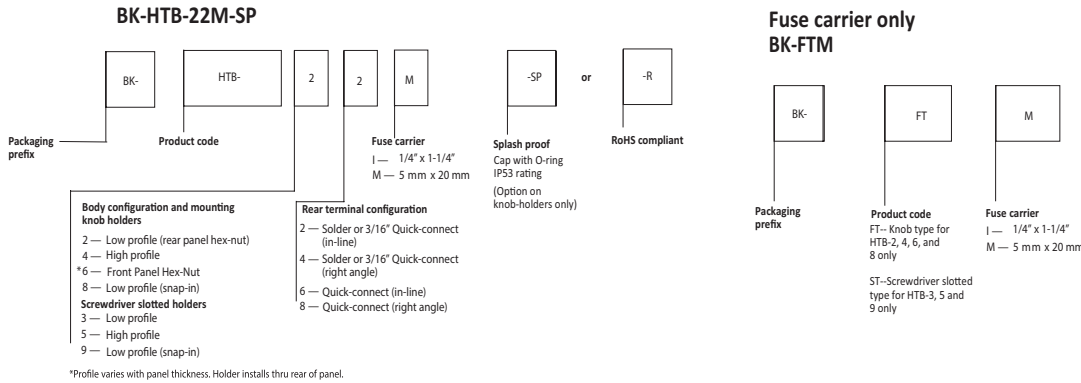 BK-HTB-22M-SP
BK-
HTB-
2
2
M
-SP
or
-R
Packaging
prefix
Product code
Fuse carrier
I — 1/4" x 1-1/4"
M — 5 mm x 20 mm
Splash proof
Cap with O-ring
IP53 rating
(Option on
knob-holders only)
RoHS compliant
Body configuration and mounting
knob holders
2 — Low profile (rear panel hex-nut)
4 — High profile
*6 — Front Panel Hex-Nut
8 — Low profile (snap-in)
Screwdriver slotted holders
3 — Low profile
5 — High profile
9 — Low profile (snap-in)
Rear terminal configuration
2 — Solder or 3/16" Quick-connect
(in-line)
4 — Solder or 3/16" Quick-connect
(right angle)
6 — Quick-connect (in-line)
8 — Quick-connect (right angle)
*Profile varies with panel thickness. Holder installs thru rear of panel.
Fuse carrier only
BK-FTM
BK-
FT
M
Packaging
prefix
Product code
FT-- Knob type for
HTB-2, 4, 6, and
8 only
ST--Screwdriver slotted
type for HTB-3, 5 and
9 only
Fuse carrier
I — 1/4" x 1-1/4"
M — 5 mm x 20 mm